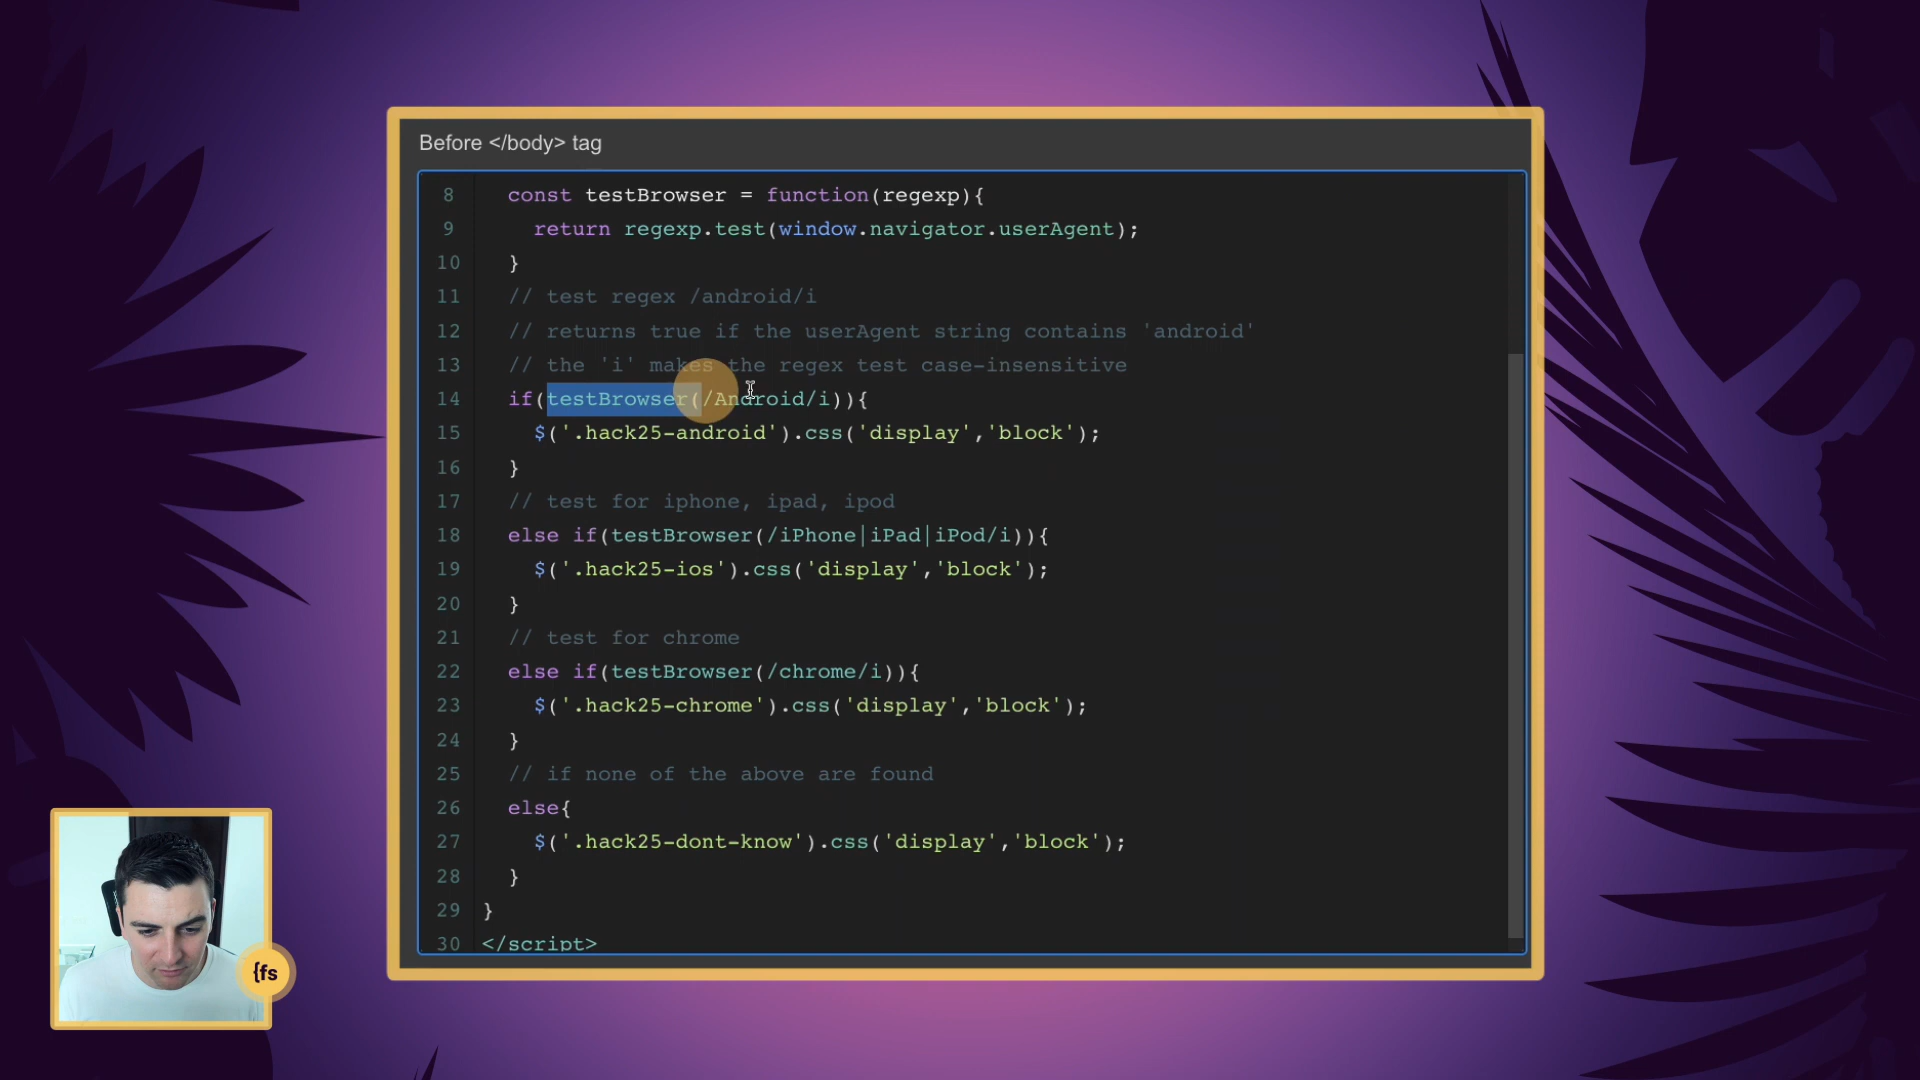 Before </body> tag
8 const testBrowser = function(regexp){
9 return regexp.test(window.navigator.userAgent);
10 }
11 // test regex /android/i
12 // returns true if the userAgent string contains 'android'
13 // the 'i' makes the regex test case-insensitive
14 if(testBrowser(/Android/i)){
15 $('.hack25-android').css('display','block');
16 }
17 // test for iphone, ipad, ipod
18 else if(testBrowser(/iPhone|iPad|iPod/i)){
19 $('.hack25-ios').css('display','block');
20 }
21 // test for chrome
22 else if(testBrowser(/chrome/i)){
23 $('.hack25-chrome').css('display','block');
24 }
25 // if none of the above are found
26 else{
27 $('.hack25-dont-know').css('display','block');
28 }
29 }
30 </script>
{fs